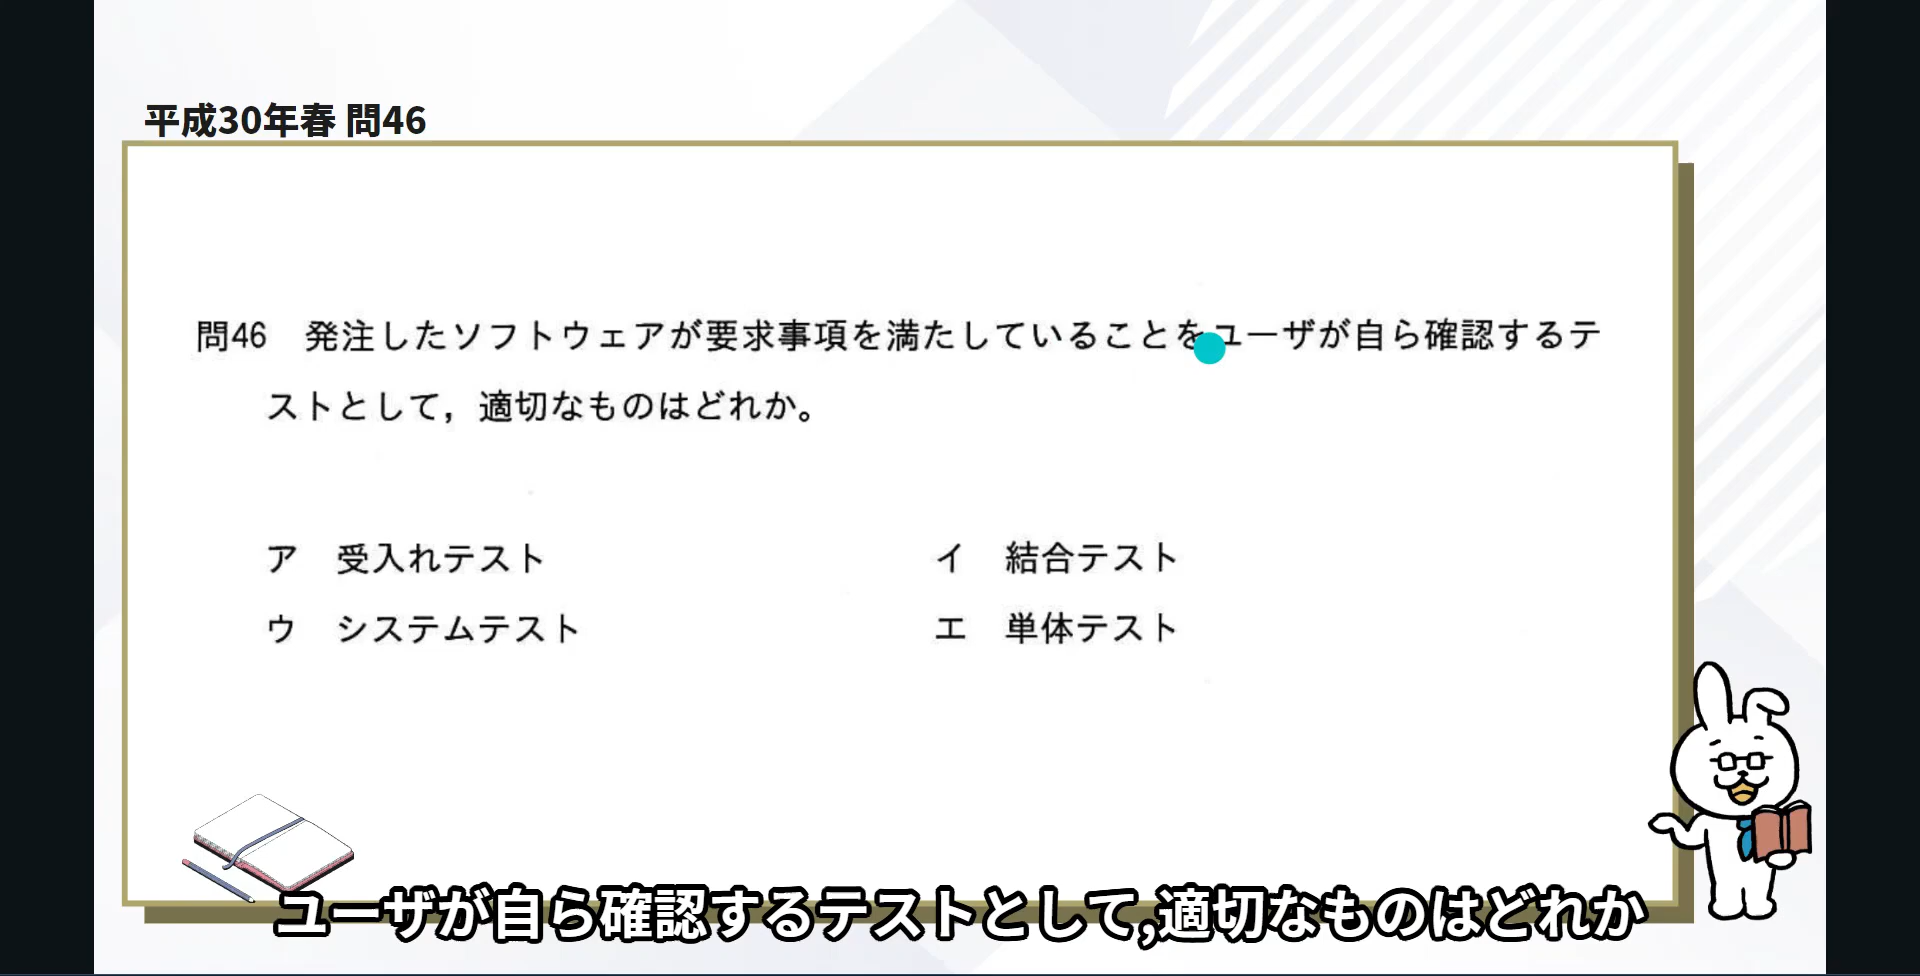 平成30年春 問46
問46　発注したソフトウェアが要求事項を満たしていることをユーザが自ら確認するテ
ストとして，適切なものはどれか。
ア　受入れテスト
イ　結合テスト
ウ　システムテスト
エ　単体テスト
ユーザが自ら確認するテストとして,適切なものはどれか